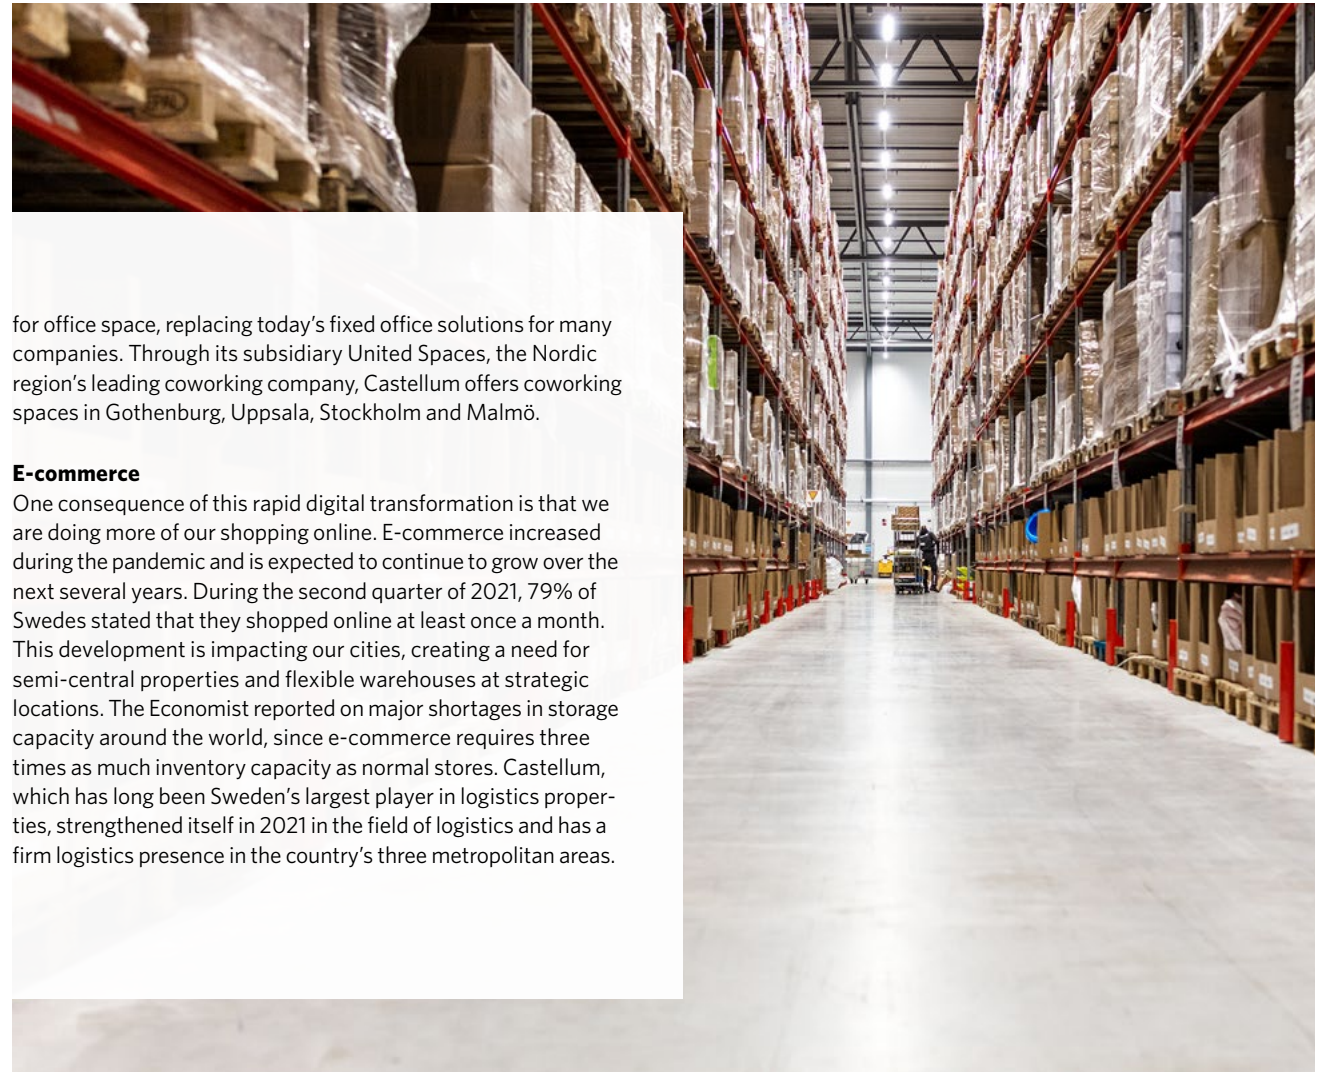 for office space, replacing today's fixed office solutions for many
companies. Through its subsidiary United Spaces, the Nordic
region's leading coworking company, Castellum offers coworking
spaces in Gothenburg, Uppsala, Stockholm and Malmö.
E-commerce
One consequence of this rapid digital transformation is that we
are doing more of our shopping online. E-commerce increased
during the pandemic and is expected to continue to grow over the
next several years. During the second quarter of 2021, 79% of
Swedes stated that they shopped online at least once a month.
This development is impacting our cities, creating a need for
semi-central properties and flexible warehouses at strategic
locations. The Economist reported on major shortages in storage
capacity around the world, since e-commerce requires three
times as much inventory capacity as normal stores. Castellum,
which has long been Sweden's largest player in logistics proper-
ties, strengthened itself in 2021 in the field of logistics and has a
firm logistics presence in the country's three metropolitan areas.